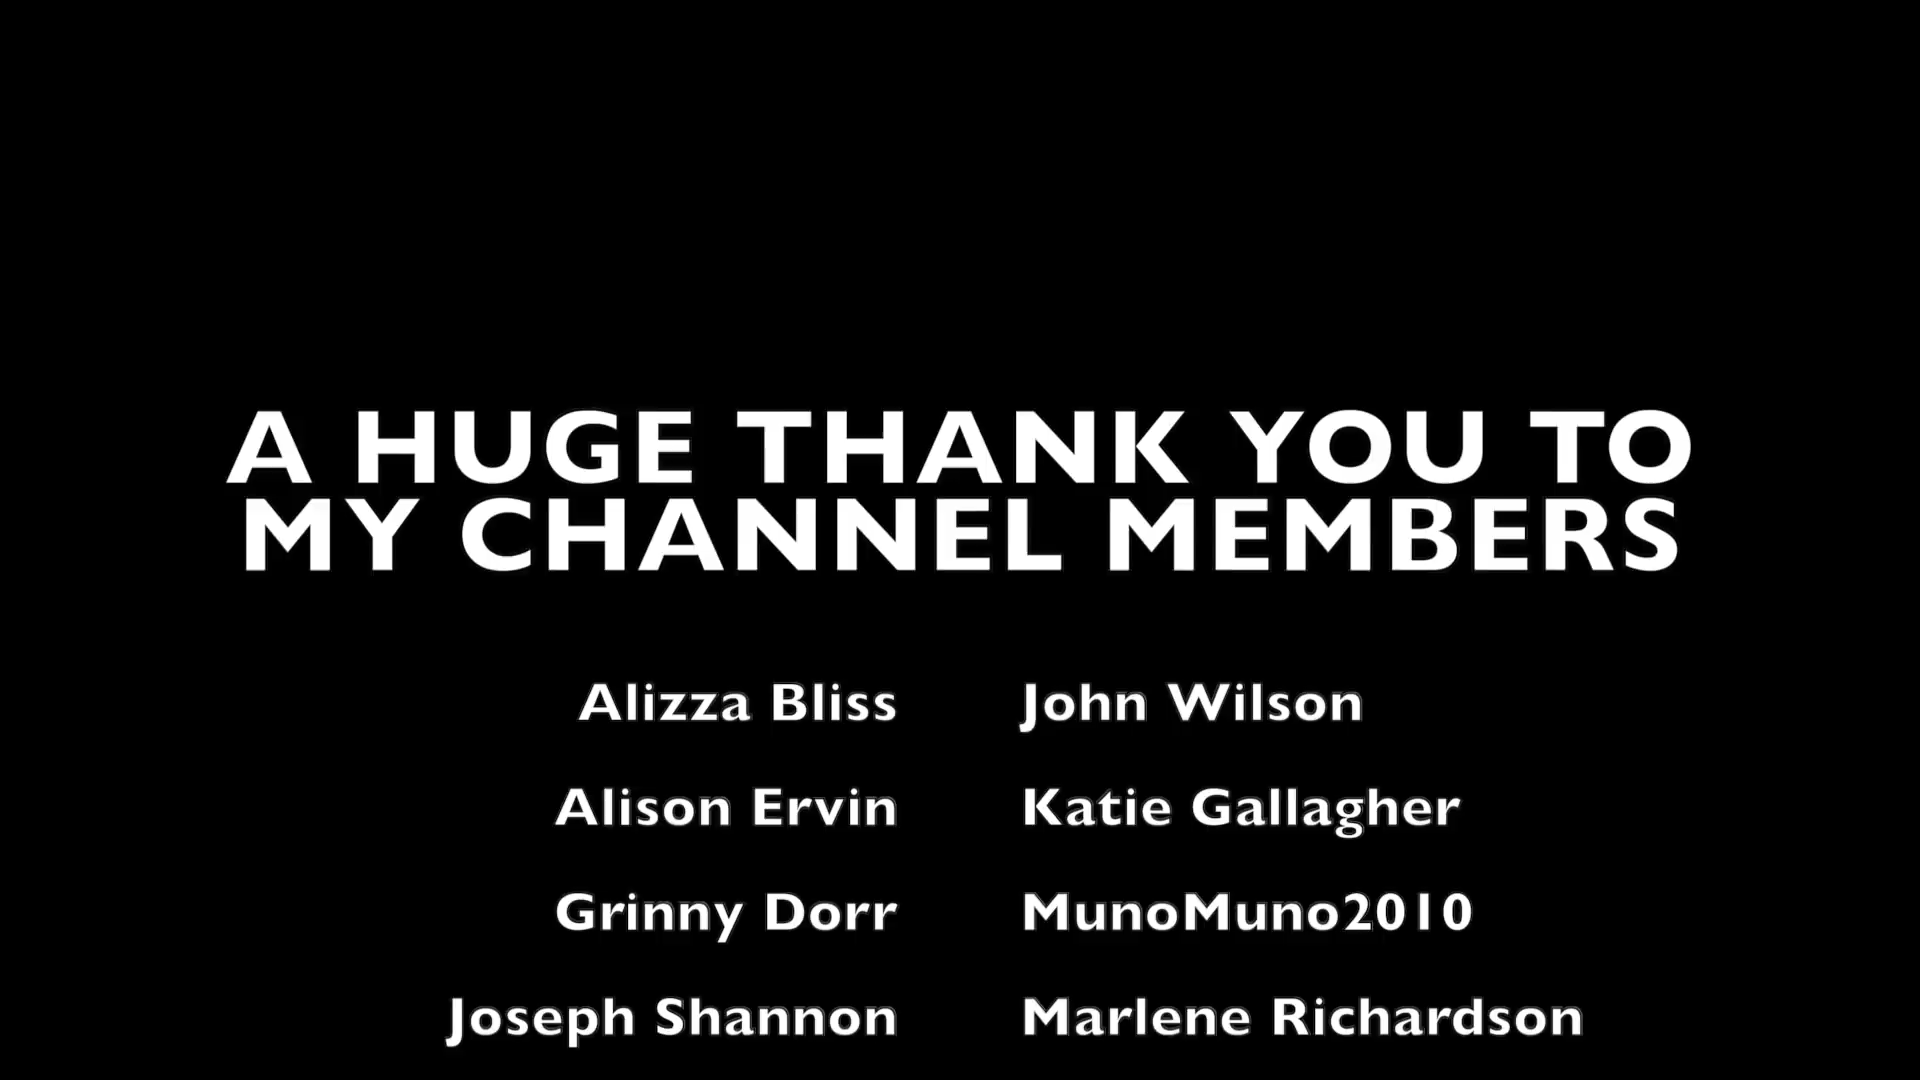 A HUGE THANK YOU TO
MY CHANNEL MEMBERS
Alizza Bliss John Wilson
Alison Ervin Katie Gallagher
Grinny Dorr MunoMuno2010
Joseph Shannon Marlene Richardson